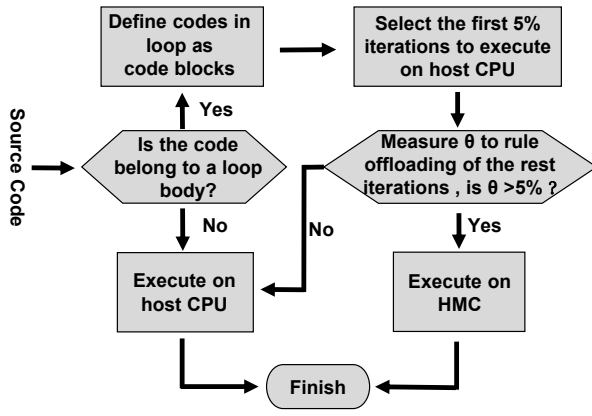 Source Code
Define codes in
loop as
code blocks
Select the first 5%
iterations to execute
on host CPU
Yes
Is the code
belong to a loop
body?
Measure θ to rule
offloading of the rest
iterations , is θ >5% ?
No
No
Yes
Execute on
host CPU
Execute on
HMC
Finish